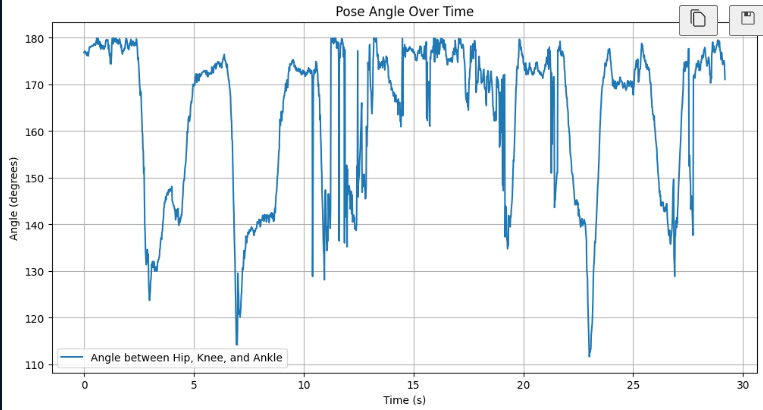 Pose Angle Over Time
Angle (degrees)
180
170
160
150
140
130
120
110
Angle between Hip, Knee, and Ankle
0 5 10 15 20 25 30
Time (s)